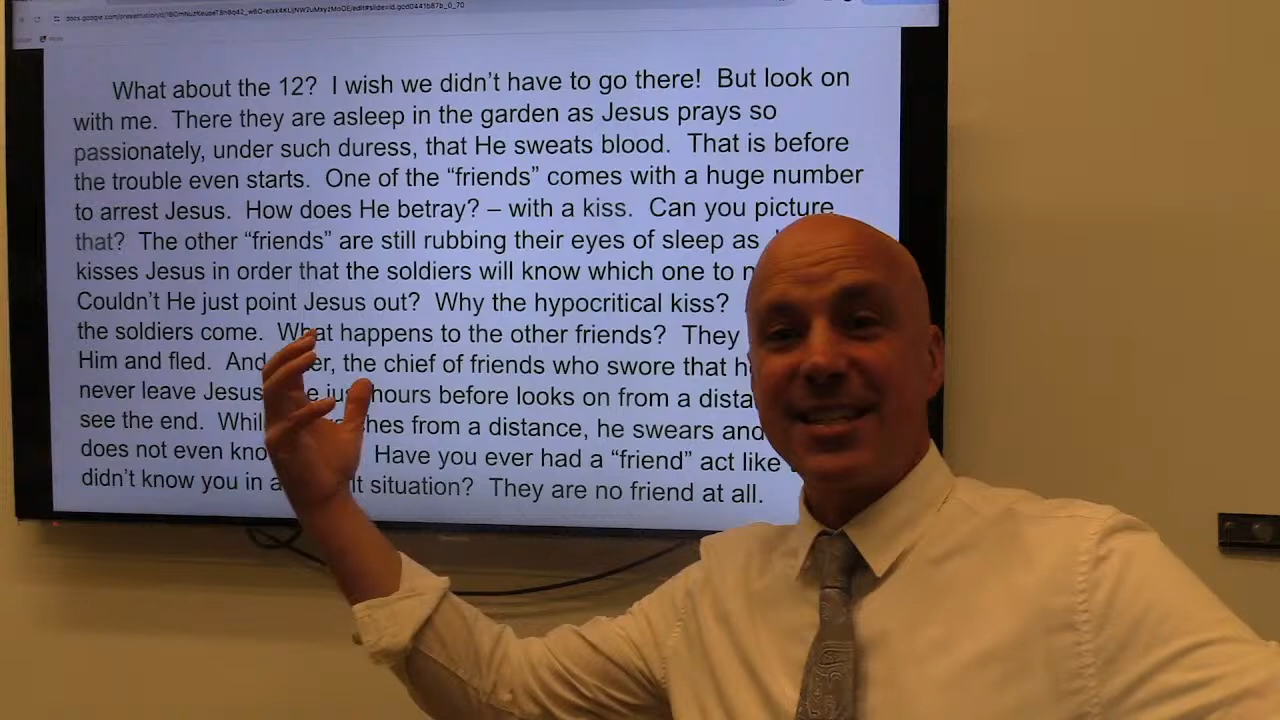 What about the 12? I wish we didn't have to go there! But look on
with me. There they are asleep in the garden as Jesus prays so
passionately, under such duress, that He sweats blood. That is before
the trouble even starts. One of the “friends” comes with a huge number
to arrest Jesus. How does He betray? – with a kiss. Can you picture
that? The other “friends” are still rubbing their eyes of sleep as
kisses Jesus in order that the soldiers will know which one to
Couldn't He just point Jesus out? Why the hypocritical kiss?
the soldiers come. What happens to the other friends? They
Him and fled. And the chief of friends who swore that
never leave Jesus hours before looks on from a
see the end. from a distance, he swears and
does not even Have you ever had a “friend” act like
didn't know you in situation? They are no friend at all.